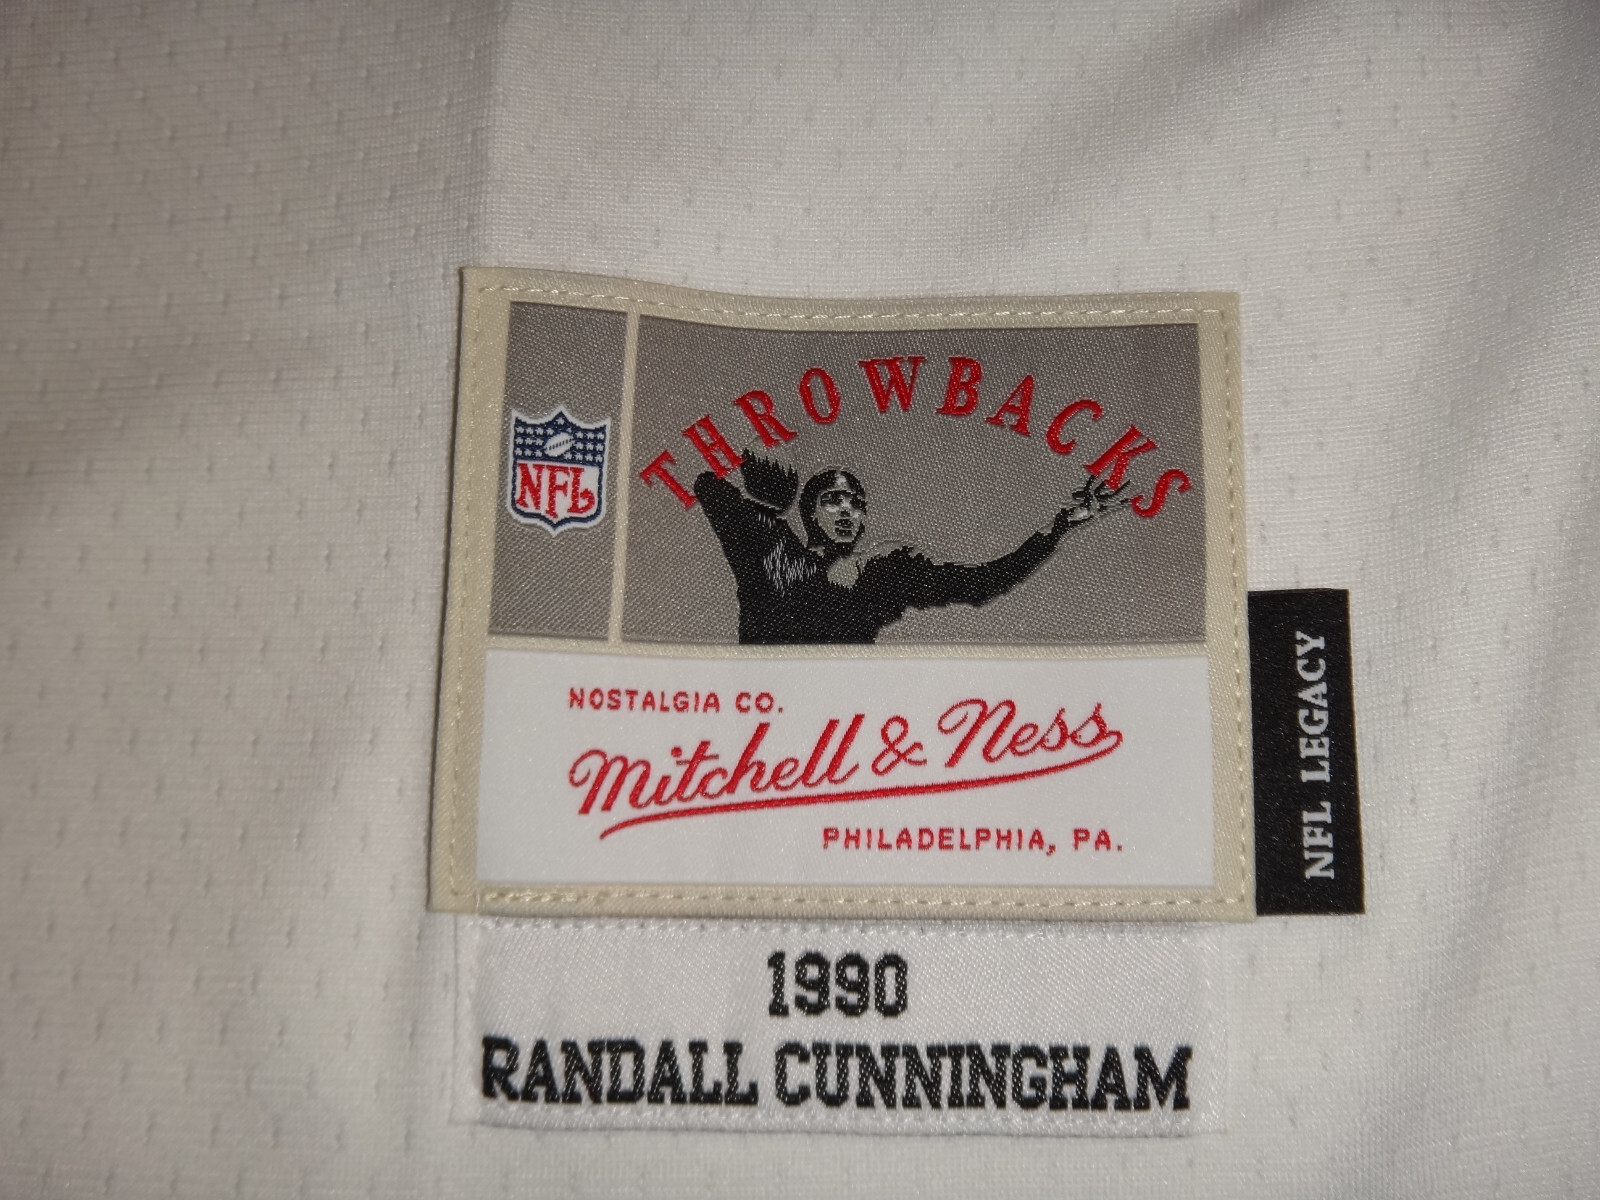 THROWBACKS
NFL
NOSTALGIA CO.
Mitchell & Ness
PHILADELPHIA, PA.
NFL LEGACY
1990
RANDALL CUNNINGHAM